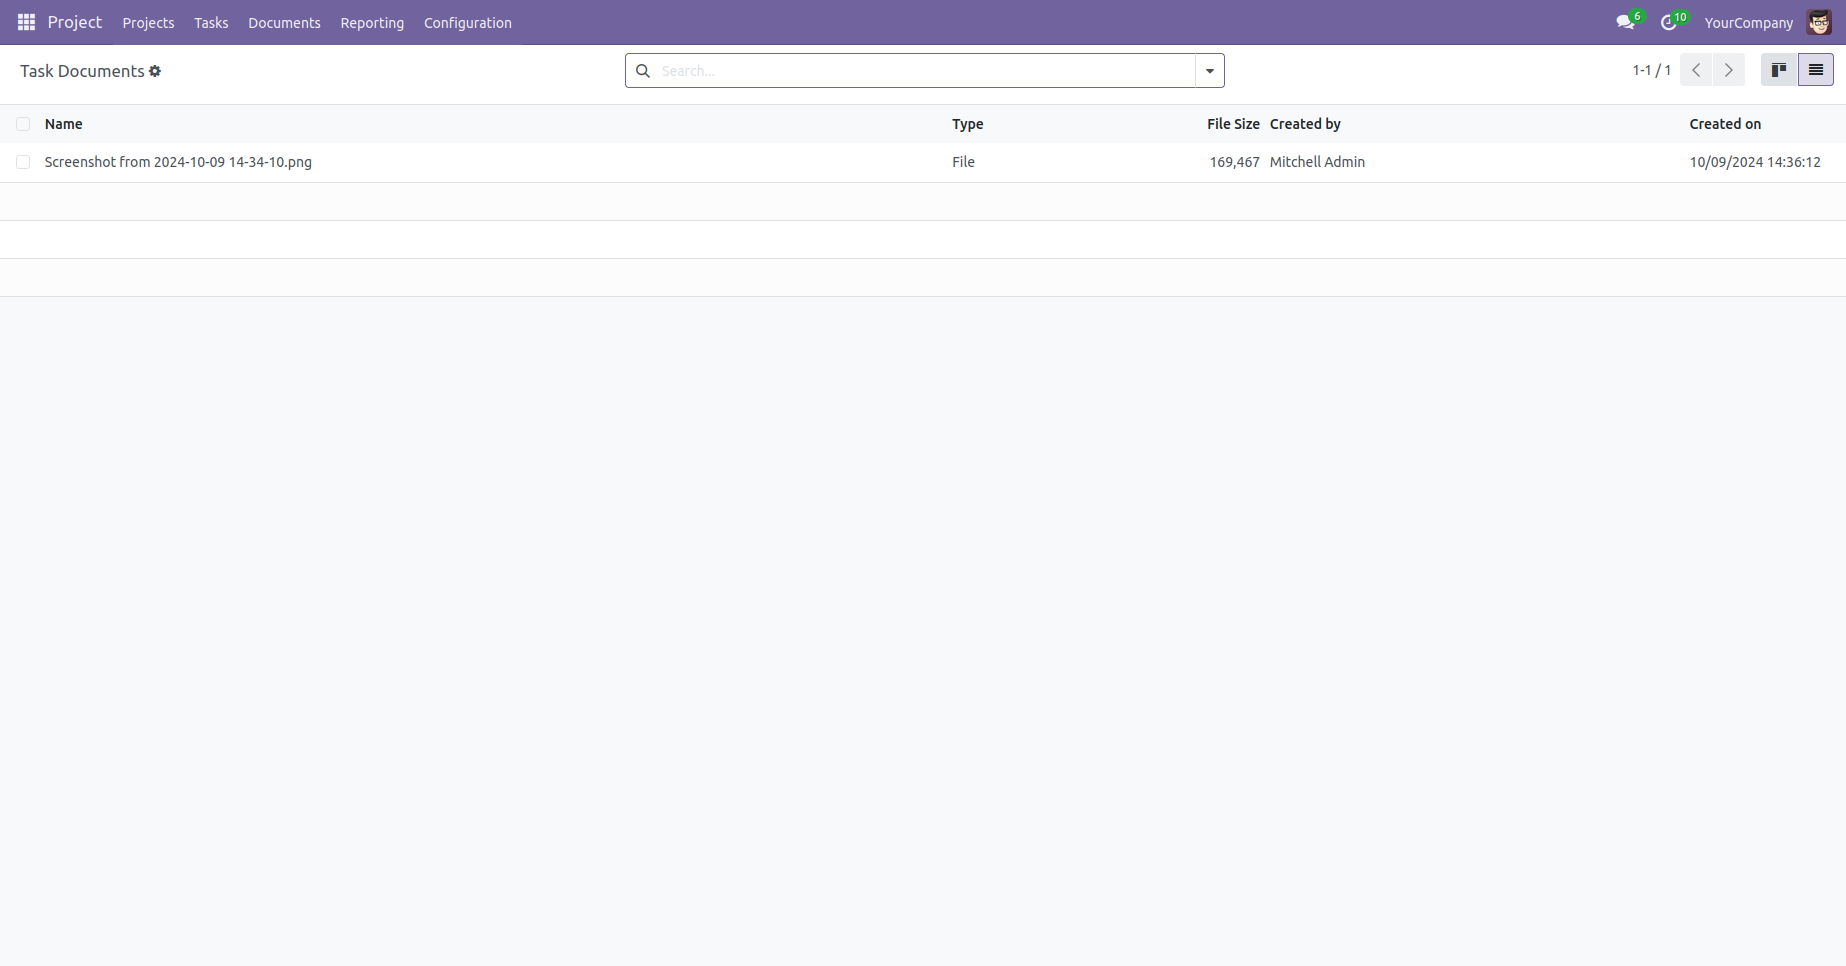 Project Projects Tasks Documents Reporting Configuration 6 10 YourCompany
Task Documents Search... 1-1 / 1
Name Type File Size Created by Created on
Screenshot from 2024-10-09 14-34-10.png File 169,467 Mitchell Admin 10/09/2024 14:36:12